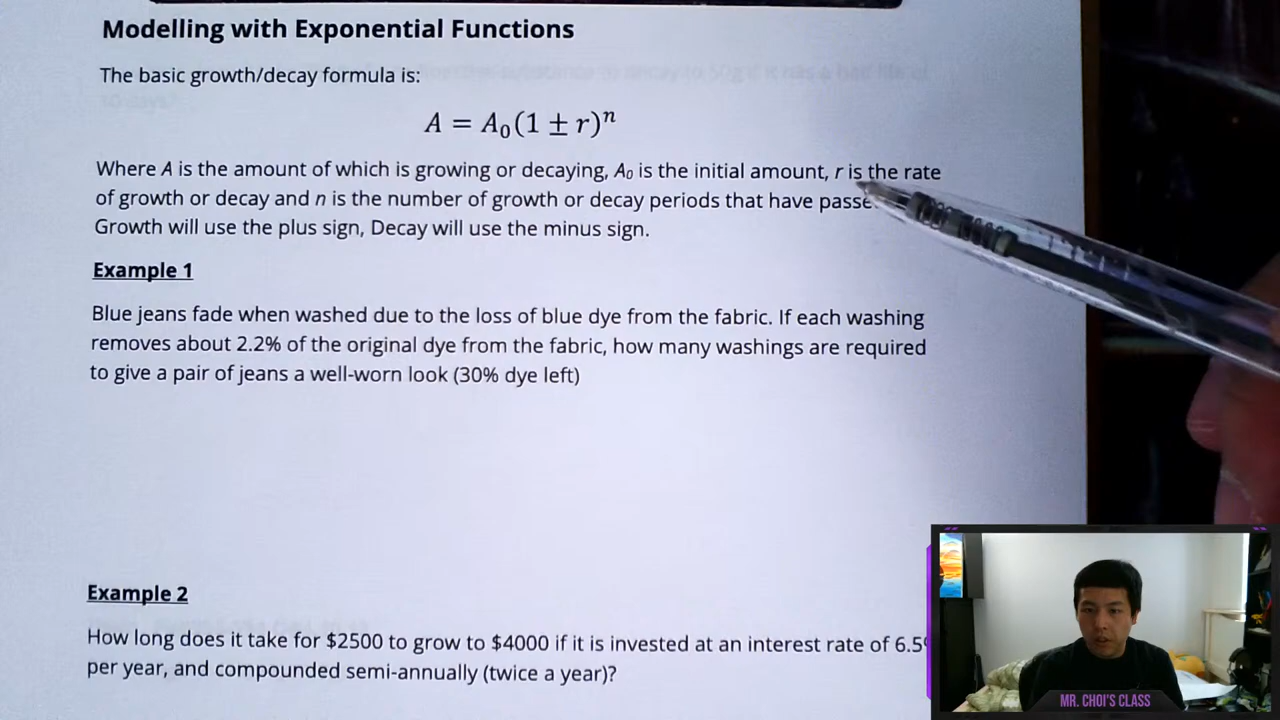 Modelling with Exponential Functions
The basic growth/decay formula is:
A = A₀(1 ± r)ⁿ
Where A is the amount of which is growing or decaying, A₀ is the initial amount, r is the rate
of growth or decay and n is the number of growth or decay periods that have
Growth will use the plus sign, Decay will use the minus sign.
Example 1
Blue jeans fade when washed due to the loss of blue dye from the fabric. If each washing
removes about 2.2% of the original dye from the fabric, how many washings are required
to give a pair of jeans a well-worn look (30% dye left)
Example 2
How long does it take for $2500 to grow to $4000 if it is invested at an interest rate of 6.5
per year, and compounded semi-annually (twice a year)?
MR. CHOI'S CLASS